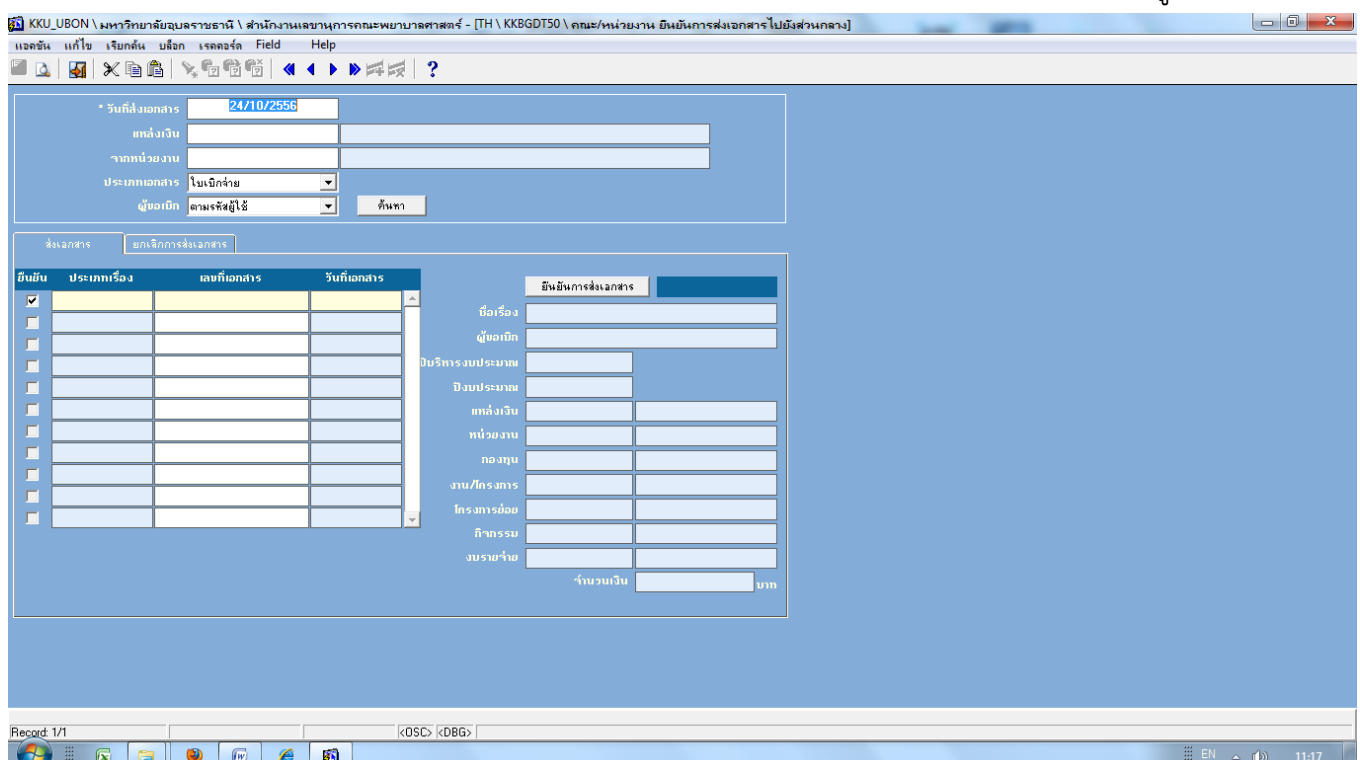 KKU_UBON \ มหาวิทยาลัยอุบลราชธานี \ สำนักงานเลขานุการคณะพยาบาลศาสตร์ - [TH \ KKBGDT50 \ คณะ/หน่วยงาน ยืนยันการส่งเอกสารไปยังส่วนกลาง]
แอคชัน แก้ไข เรียกค้น บล็อก เรคคอร์ด Field Help
* วันที่ส่งเอกสาร 24/10/2556
แหล่งเงิน
จากหน่วยงาน
ประเภทเอกสาร ใบเบิกจ่าย
ผู้ขอเบิก ตามรหัสผู้ใช้ ค้นหา
ส่งเอกสาร ยกเลิกการส่งเอกสาร
ยืนยัน ประเภทเรื่อง เลขที่เอกสาร วันที่เอกสาร
ยืนยันการส่งเอกสาร
ชื่อเรื่อง
ผู้ขอเบิก
ปีบริหารงบประมาณ
ปีงบประมาณ
แหล่งเงิน
หน่วยงาน
กองทุน
งาน/โครงการ
โครงการย่อย
กิจกรรม
งบรายจ่าย
จำนวนเงิน บาท
Record: 1/1 <OSC> <DBG>
EN 11:17